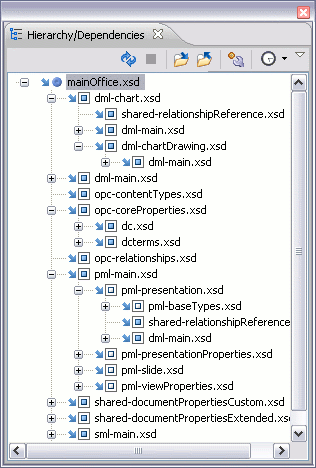 Hierarchy/Dependencies
mainOffice.xsd
dml-chart.xsd
shared-relationshipReference.xsd
dml-main.xsd
dml-chartDrawing.xsd
dml-main.xsd
dml-main.xsd
opc-contentTypes.xsd
opc-coreProperties.xsd
dc.xsd
dcterms.xsd
opc-relationships.xsd
pml-main.xsd
pml-presentation.xsd
pml-baseTypes.xsd
shared-relationshipReference
dml-main.xsd
pml-presentationProperties.xsd
pml-slide.xsd
pml-viewProperties.xsd
shared-documentPropertiesCustom.xsd
shared-documentPropertiesExtended.xsd
sml-main.xsd